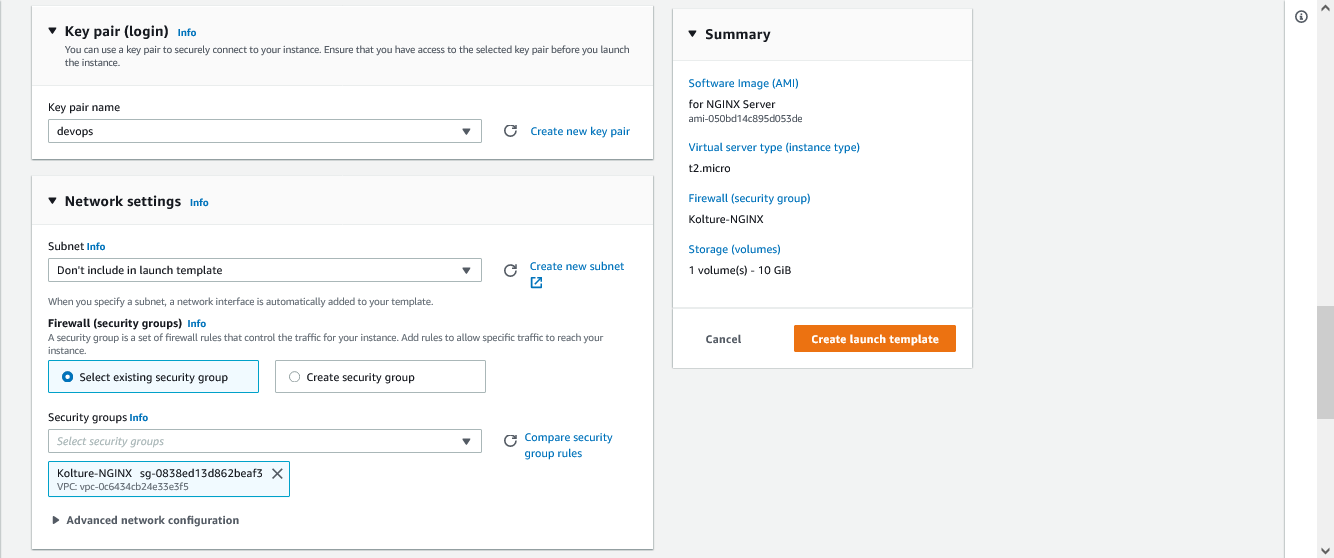 Key pair (login) Info
You can use a key pair to securely connect to your instance. Ensure that you have access to the selected key pair before you launch
the instance.
Key pair name
devops
Create new key pair
Network settings Info
Subnet Info
Don't include in launch template
Create new subnet
When you specify a subnet, a network interface is automatically added to your template.
Firewall (security groups) Info
A security group is a set of firewall rules that control the traffic for your instance. Add rules to allow specific traffic to reach your
instance.
Select existing security group
Create security group
Security groups Info
Select security groups
Compare security
group rules
Kolture-NGINX sg-0838ed13d862beaf3
VPC: vpc-0c6434cb24e33e3f5
Advanced network configuration
Summary
Software Image (AMI)
for NGINX Server
ami-050bd14c895d053de
Virtual server type (instance type)
t2.micro
Firewall (security group)
Kolture-NGINX
Storage (volumes)
1 volume(s) - 10 GiB
Cancel
Create launch template